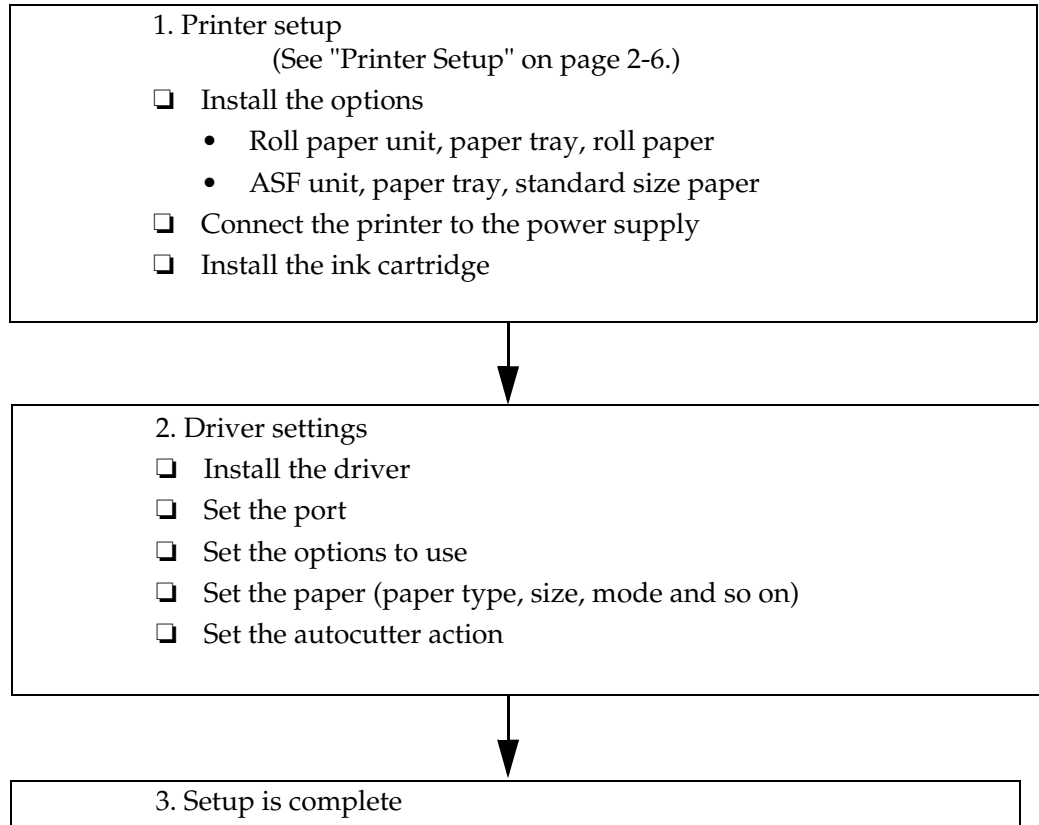 1. Printer setup
(See "Printer Setup" on page 2-6.)
❏ Install the options
• Roll paper unit, paper tray, roll paper
• ASF unit, paper tray, standard size paper
❏ Connect the printer to the power supply
❏ Install the ink cartridge
2. Driver settings
❏ Install the driver
❏ Set the port
❏ Set the options to use
❏ Set the paper (paper type, size, mode and so on)
❏ Set the autocutter action
3. Setup is complete